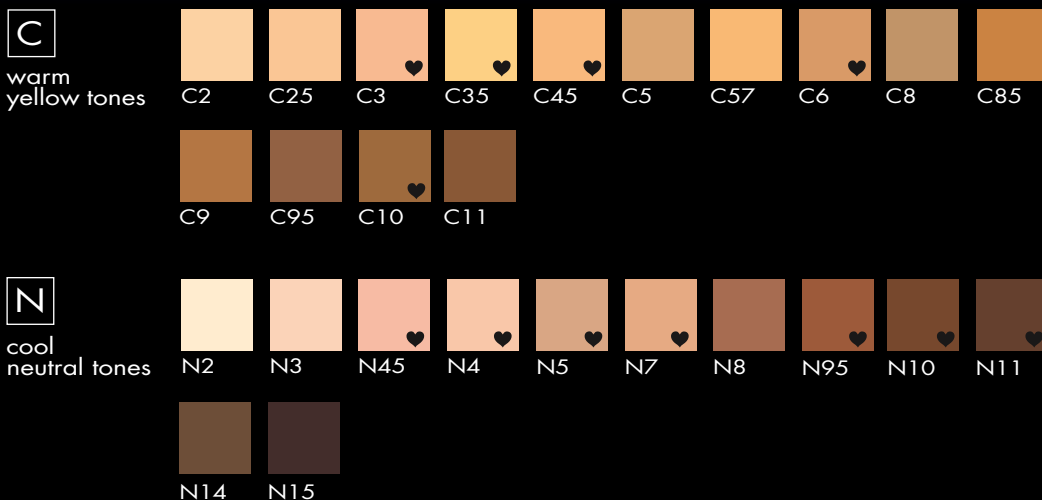 C
warm
yellow tones
C2 C25 C3 C35 C45 C5 C57 C6 C8 C85
C9 C95 C10 C11
N
cool
neutral tones
N2 N3 N45 N4 N5 N7 N8 N95 N10 N11
N14 N15